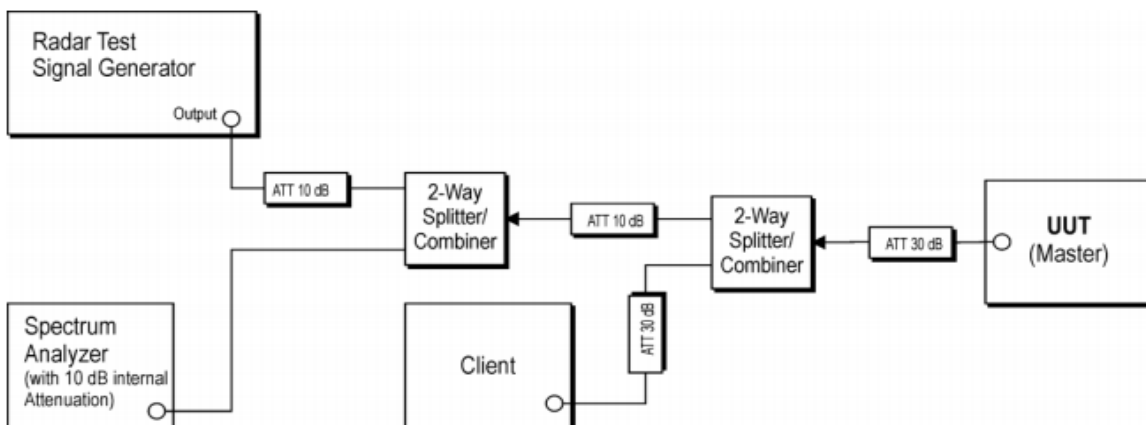 Radar Test
Signal Generator
Output
ATT 10 dB
2-Way
Splitter/
Combiner
ATT 10 dB
2-Way
Splitter/
Combiner
ATT 30 dB
UUT
(Master)
Spectrum
Analyzer
(with 10 dB internal
Attenuation)
Client
ATT 30 dB